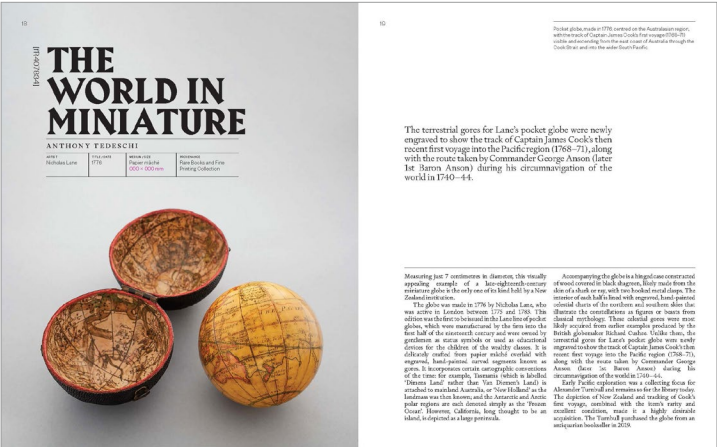 15
[TR-407934]
THE
WORLD IN
MINIATURE
ANTHONY TEDESCHI
ARTIST
Nicholas Lane
TITLE / DATE
1776
MEDIUM / SIZE
Papier mâché
000 × 000 mm
Rare Books and Fine
Printing Collection
16
Pocket globe, made in 1776, centred on the Australasian region,
with the track of Captain James Cook's first voyage (1768–71)
visible and extending from the east coast of Australia through the
Cook Strait and into the wider South Pacific.
The terrestrial gores for Lane's pocket globe were newly
engraved to show the track of Captain James Cook's then
recent first voyage into the Pacific region (1768–71), along
with the route taken by Commander George Anson (later
1st Baron Anson) during his circumnavigation of the
world in 1740–44.
Measuring just 7 centimetres in diameter, this visually
appealing example of a late-eighteenth-century
miniature globe is the only one of its kind held by a New
Zealand institution.
The globe was made in 1776 by Nicholas Lane, who
was active in London between 1775 and 1783. This
edition was the first to be issued in the Lane line of pocket
globes, which were manufactured by the firm into the
first half of the nineteenth century and were owned by
gentlemen as status symbols or used as educational
devices for the children of the wealthy classes. It is
delicately crafted from papier mâché overlaid with
engraved, hand-painted curved segments known as
gores. It incorporates certain cartographic conventions
of the time: for example, Tasmania (which is labelled
'Dimens Land' rather than Van Diemen's Land) is
attached to mainland Australia, or 'New Holland' as the
landmass was then known; and the Antarctic and Arctic
polar regions are each denoted simply as the 'Frozen
Ocean'. However, California, long thought to be an
island, is depicted as a large peninsula.
Accompanying the globe is a hinged case constructed
of wood covered in black shagreen, likely made from the
skin of a shark or ray, with two hooked metal clasps. The
interior of each half is lined with engraved, hand-painted
celestial charts of the northern and southern skies that
illustrate the constellations as figures or beasts from
classical mythology. These celestial gores were most
likely acquired from earlier examples produced by the
British globemaker Richard Cushee. Unlike them, the
terrestrial gores for Lane's pocket globe were newly
engraved to show the track of Captain James Cook's then
recent first voyage into the Pacific region (1768–71),
along with the route taken by Commander George
Anson (later 1st Baron Anson) during his
circumnavigation of the world in 1740–44.
Early Pacific exploration was a collecting focus for
Alexander Turnbull and remains so for the library today.
The depiction of New Zealand and tracking of Cook's
first voyage, combined with the item's rarity and
excellent condition, made it a highly desirable
acquisition. The Turnbull purchased the globe from an
antiquarian bookseller in 2019.